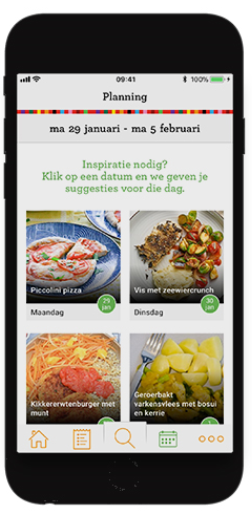 09:41
100%
Planning
ma 29 januari - ma 5 februari
Inspiratie nodig?
Klik op een datum en we geven je
suggesties voor die dag.
Piccolini pizza
29
jan
Maandag
Vis met zeewiercrunch
30
jan
Dinsdag
Kikkererwtenburger met
munt
Geroerbakt
varkensvlees met bosui
en kerrie